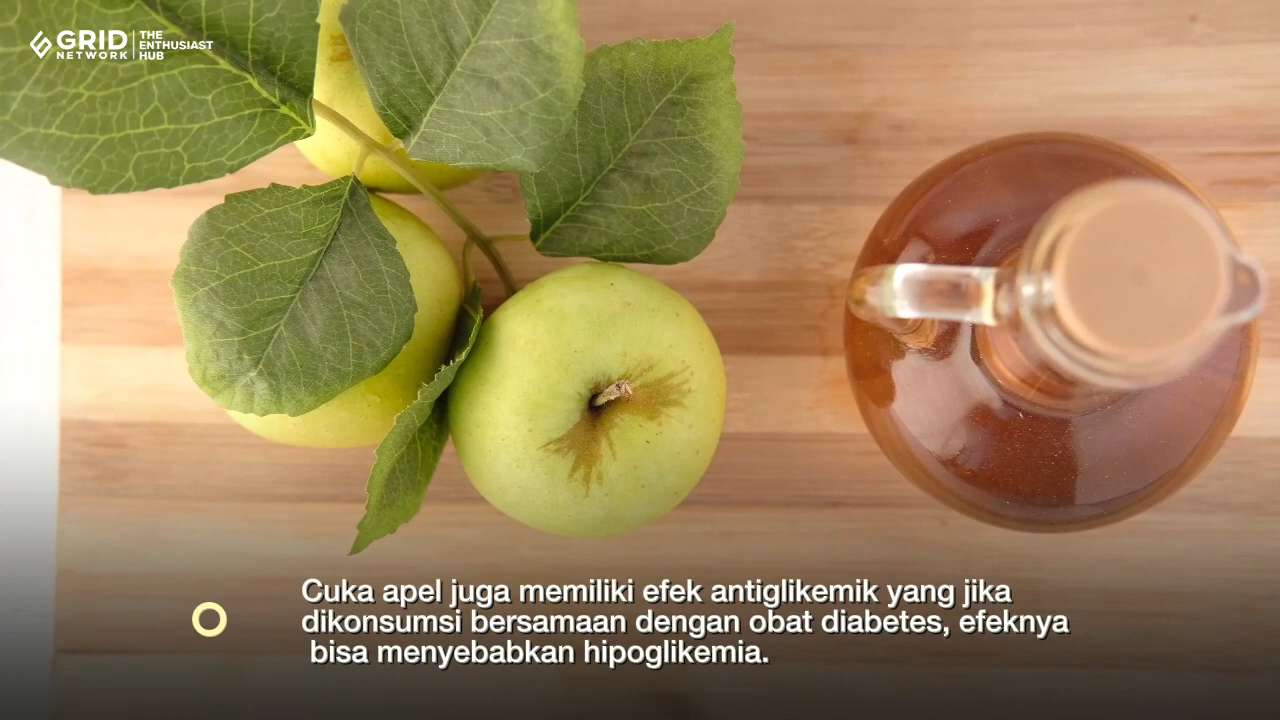 GRID
NETWORK
THE
ENTHUSIAST
HUB
Cuka apel juga memiliki efek antiglikemik yang jika
dikonsumsi bersamaan dengan obat diabetes, efeknya
bisa menyebabkan hipoglikemia.